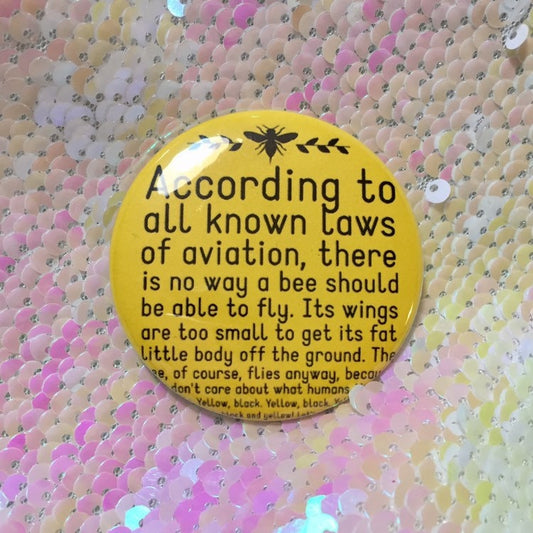 According to
all known laws
of aviation, there
is no way a bee should
be able to fly. Its wings
are too small to get its fat
little body off the ground. The
ee, of course, flies anyway, becau
don't care about what humans
Yellow, black. Yellow, black. Y
black and yellow!